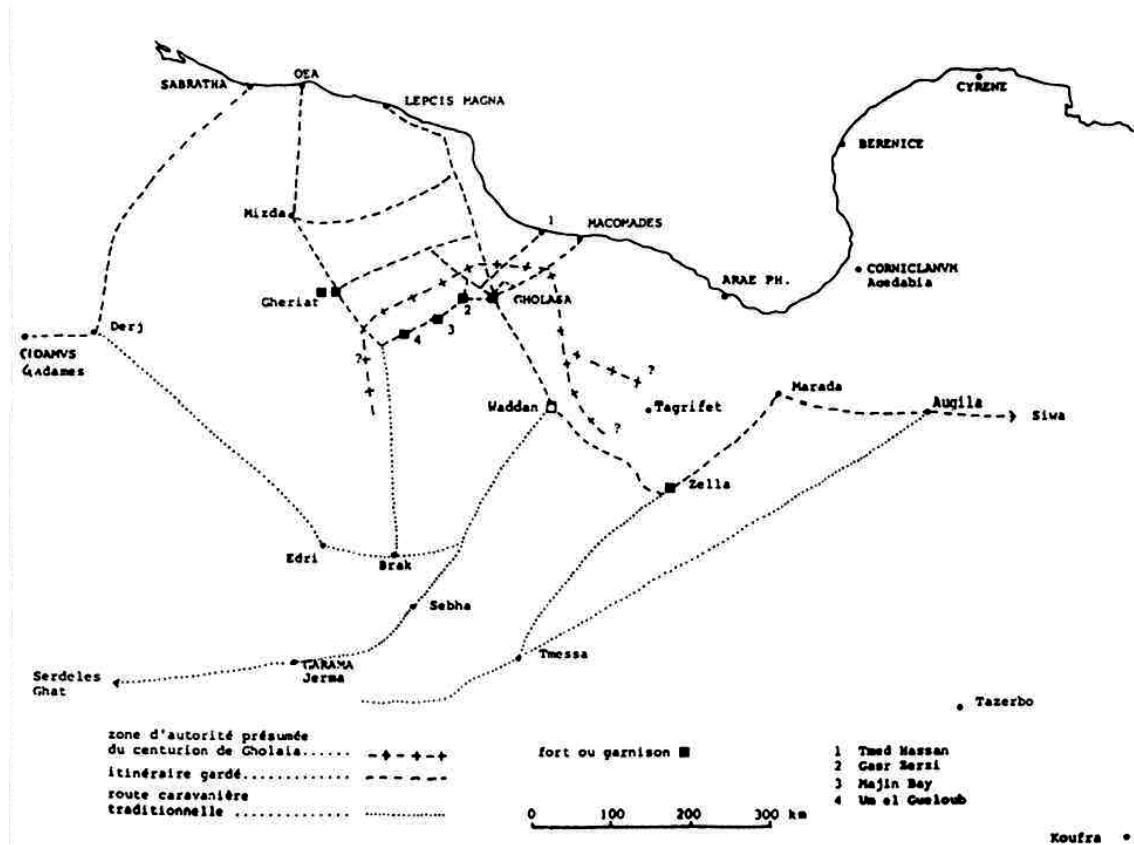 SABRATHA
OEA
LEPCIS MAGNA
CYRENE
BERENICE
Mizda
1
MACOMADES
ARAE PH.
CORNICLANVM
Agedabia
Gheriat
GHOLAIA
2
3
4
?
Derj
CIDAMVS
Gadames
?
?
Waddan
Tagrifet
Marada
Augila
Siwa
Zella
Edri
Brak
Sebha
GARAMA
Jerma
Tmessa
Serdeles
Ghat
Tazerbo
zone d'autorité présumée
du centurion de Gholaia......
itinéraire gardé.............
route caravanière
traditionnelle ..............
fort ou garnison
0 100 200 300 km
1 Tmed Hassan
2 Gasr Zerzi
3 Majin Bay
4 Um el Gueloub
Koufra